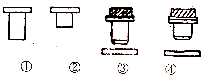 ① ② ③ ④